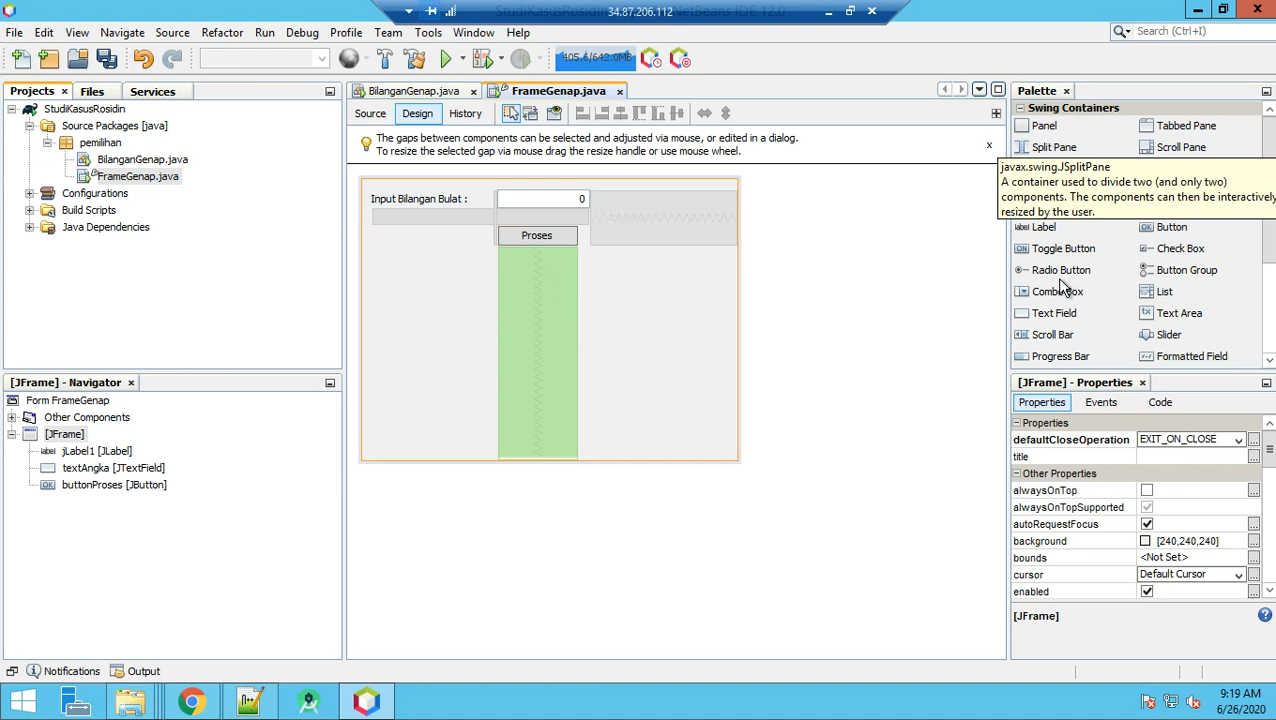 34.87.206.112
StudiKasusRosidin
NetBeans IDE 12.0
File Edit View Navigate Source Refactor Run Debug Profile Team Tools Window Help
Search (Ctrl+I)
405.6/642.0MB
Projects Files Services
BilanganGenap.java FrameGenap.java
Palette
StudiKasusRosidin
Source Packages [java]
pemilihan
BilanganGenap.java
FrameGenap.java
Configurations
Build Scripts
Java Dependencies
Source Design History
The gaps between components can be selected and adjusted via mouse, or edited in a dialog.
To resize the selected gap via mouse drag the resize handle or use mouse wheel.
x
Input Bilangan Bulat :
0
Proses
Swing Containers
Panel Tabbed Pane
Split Pane Scroll Pane
javax.swing.JSplitPane
A container used to divide two (and only two)
components. The components can then be interactively
resized by the user.
Label Button
Toggle Button Check Box
Radio Button Button Group
Combo Box List
Text Field Text Area
Scroll Bar Slider
Progress Bar Formatted Field
[JFrame] - Navigator
Form FrameGenap
Other Components
[JFrame]
jLabel1 [JLabel]
textAngka [JTextField]
buttonProses [JButton]
[JFrame] - Properties
Properties Events Code
Properties
defaultCloseOperation EXIT_ON_CLOSE
title
Other Properties
alwaysOnTop
alwaysOnTopSupported
autoRequestFocus
background [240,240,240]
bounds <Not Set>
cursor Default Cursor
enabled
[JFrame]
Notifications Output
9:19 AM
6/26/2020